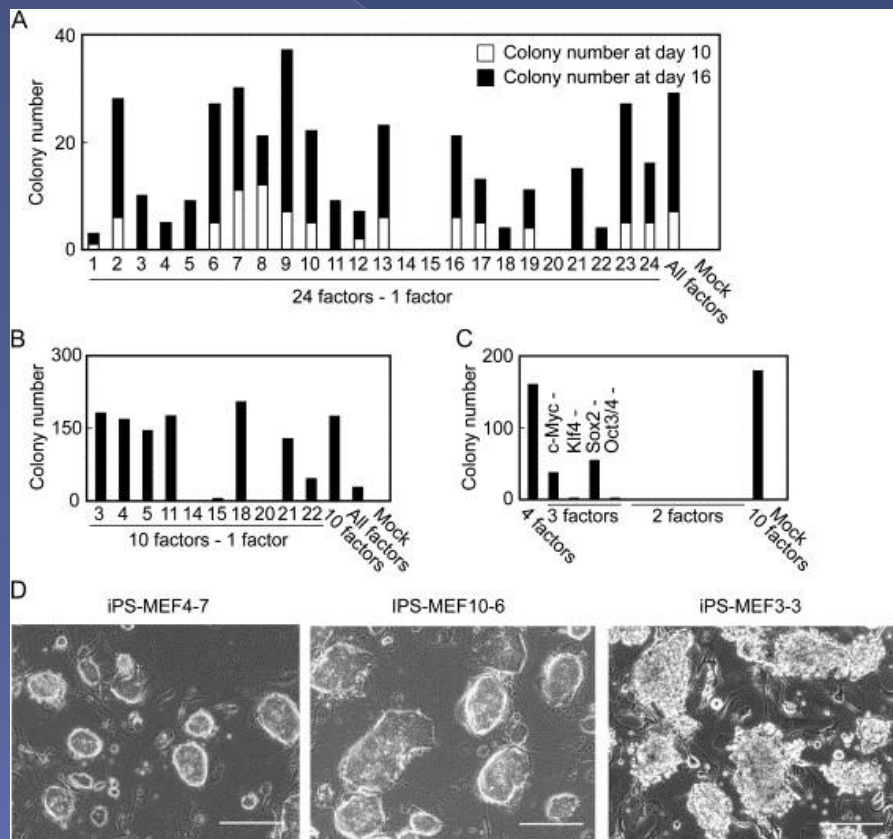 A
40
20
0
Colony number
Colony number at day 10
Colony number at day 16
1 2 3 4 5 6 7 8 9 10 11 12 13 14 15 16 17 18 19 20 21 22 23 24 All factors Mock
24 factors - 1 factor
B
300
150
0
Colony number
3 4 5 11 14 15 18 20 21 22 10 factors All factors Mock
10 factors - 1 factor
C
200
100
0
Colony number
c-Myc -
Klf4 -
Sox2 -
Oct3/4 -
4 factors 3 factors 2 factors 10 factors Mock
D
iPS-MEF4-7 IPS-MEF10-6 iPS-MEF3-3